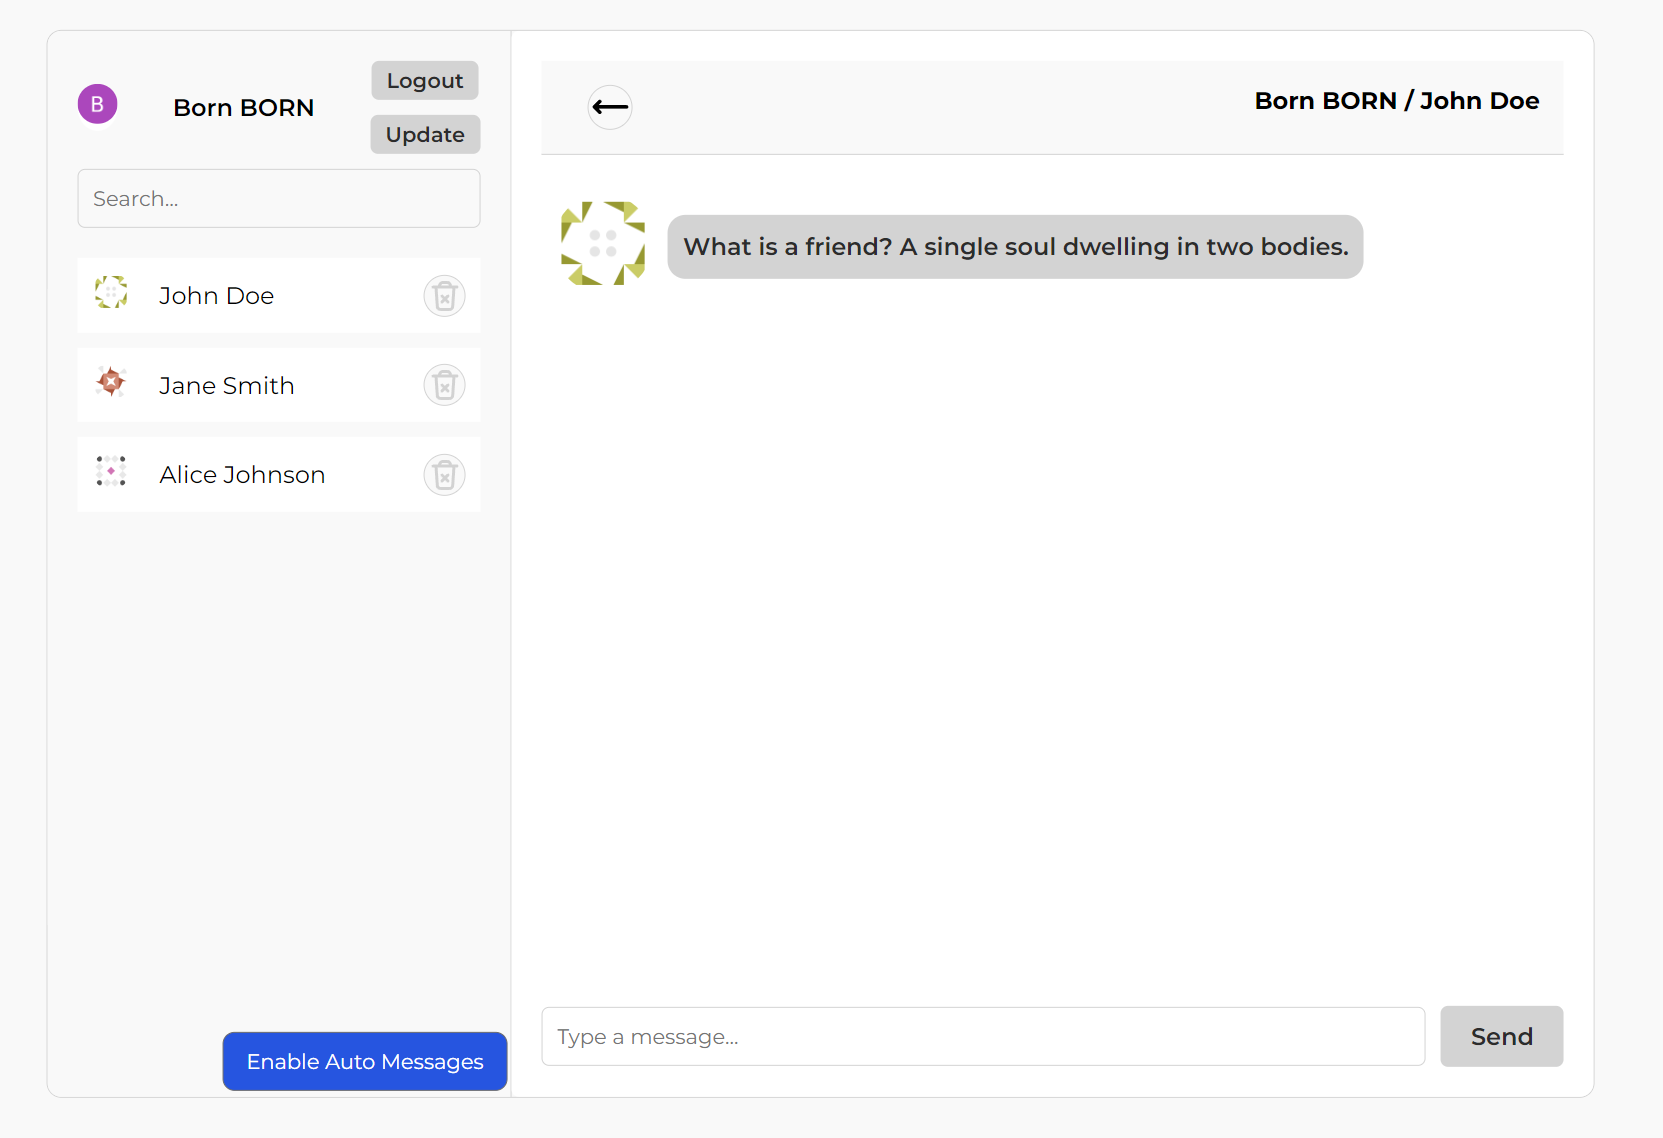 B
Born BORN
Logout
Update
Search...
John Doe
Jane Smith
Alice Johnson
Enable Auto Messages
Born BORN / John Doe
What is a friend? A single soul dwelling in two bodies.
Type a message...
Send